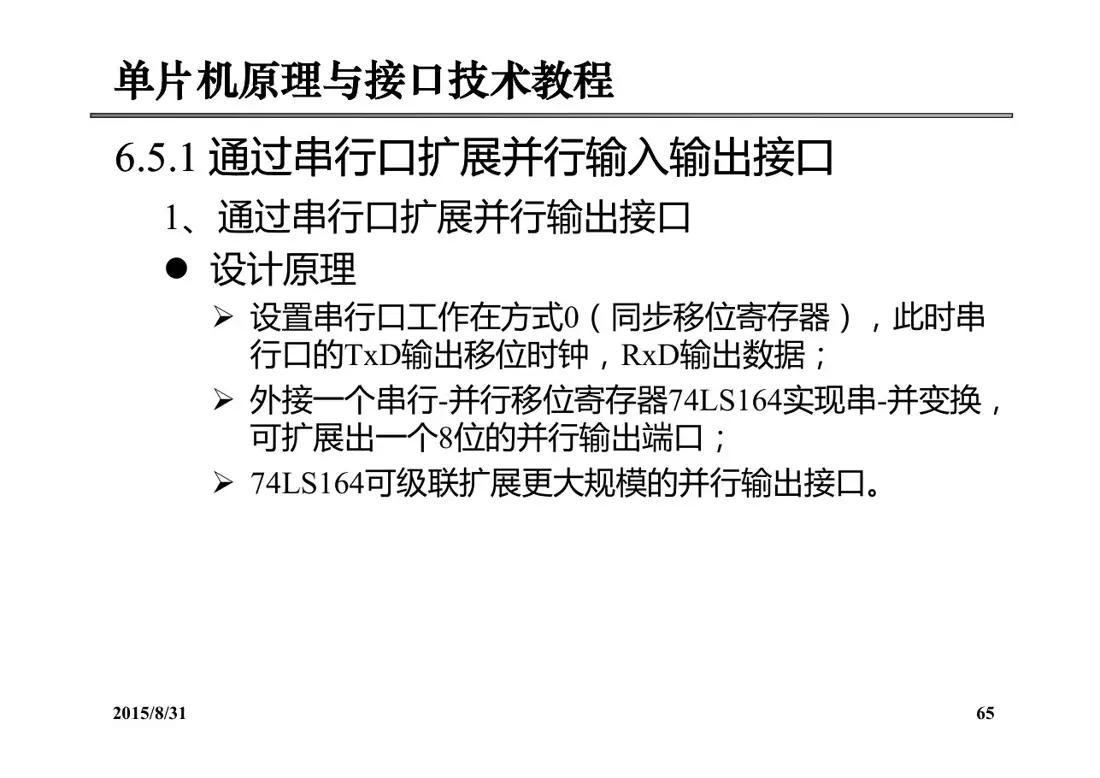 单片机原理与接口技术教程
6.5.1 通过串行口扩展并行输入输出接口
1、通过串行口扩展并行输出接口
● 设计原理
➢ 设置串行口工作在方式0（同步移位寄存器），此时串
行口的TxD输出移位时钟，RxD输出数据；
➢ 外接一个串行-并行移位寄存器74LS164实现串-并变换，
可扩展出一个8位的并行输出端口；
➢ 74LS164可级联扩展更大规模的并行输出接口。
2015/8/31
65